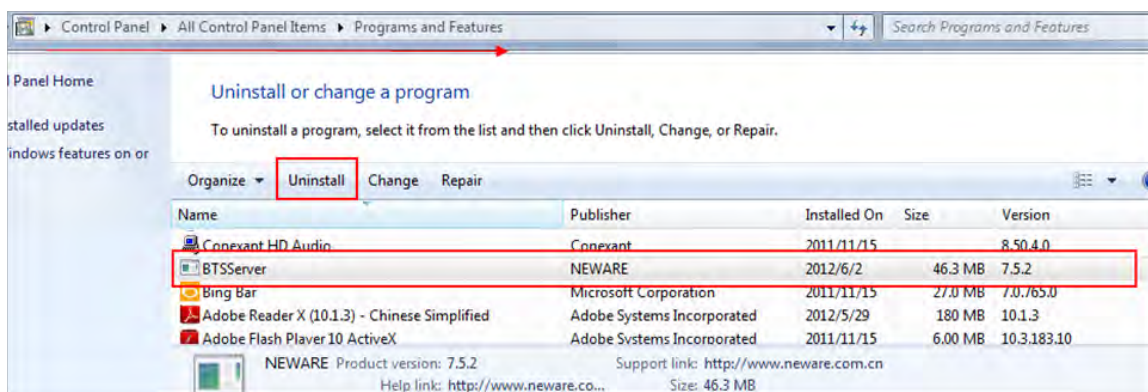 Control Panel ▸ All Control Panel Items ▸ Programs and Features Search Programs and Features
l Panel Home
Uninstall or change a program
stalled updates
To uninstall a program, select it from the list and then click Uninstall, Change, or Repair.
indows features on or
Organize Uninstall Change Repair
Name Publisher Installed On Size Version
Conexant HD Audio Conexant 2011/11/15 8.50.4.0
BTSServer NEWARE 2012/6/2 46.3 MB 7.5.2
Bing Bar Microsoft Corporation 2011/11/15 27.0 MB 7.0.765.0
Adobe Reader X (10.1.3) - Chinese Simplified Adobe Systems Incorporated 2012/5/29 180 MB 10.1.3
Adobe Flash Player 10 ActiveX Adobe Systems Incorporated 2011/11/15 6.00 MB 10.3.183.10
NEWARE Product version: 7.5.2 Support link: http://www.neware.com.cn
Help link: http://www.neware.co... Size: 46.3 MB